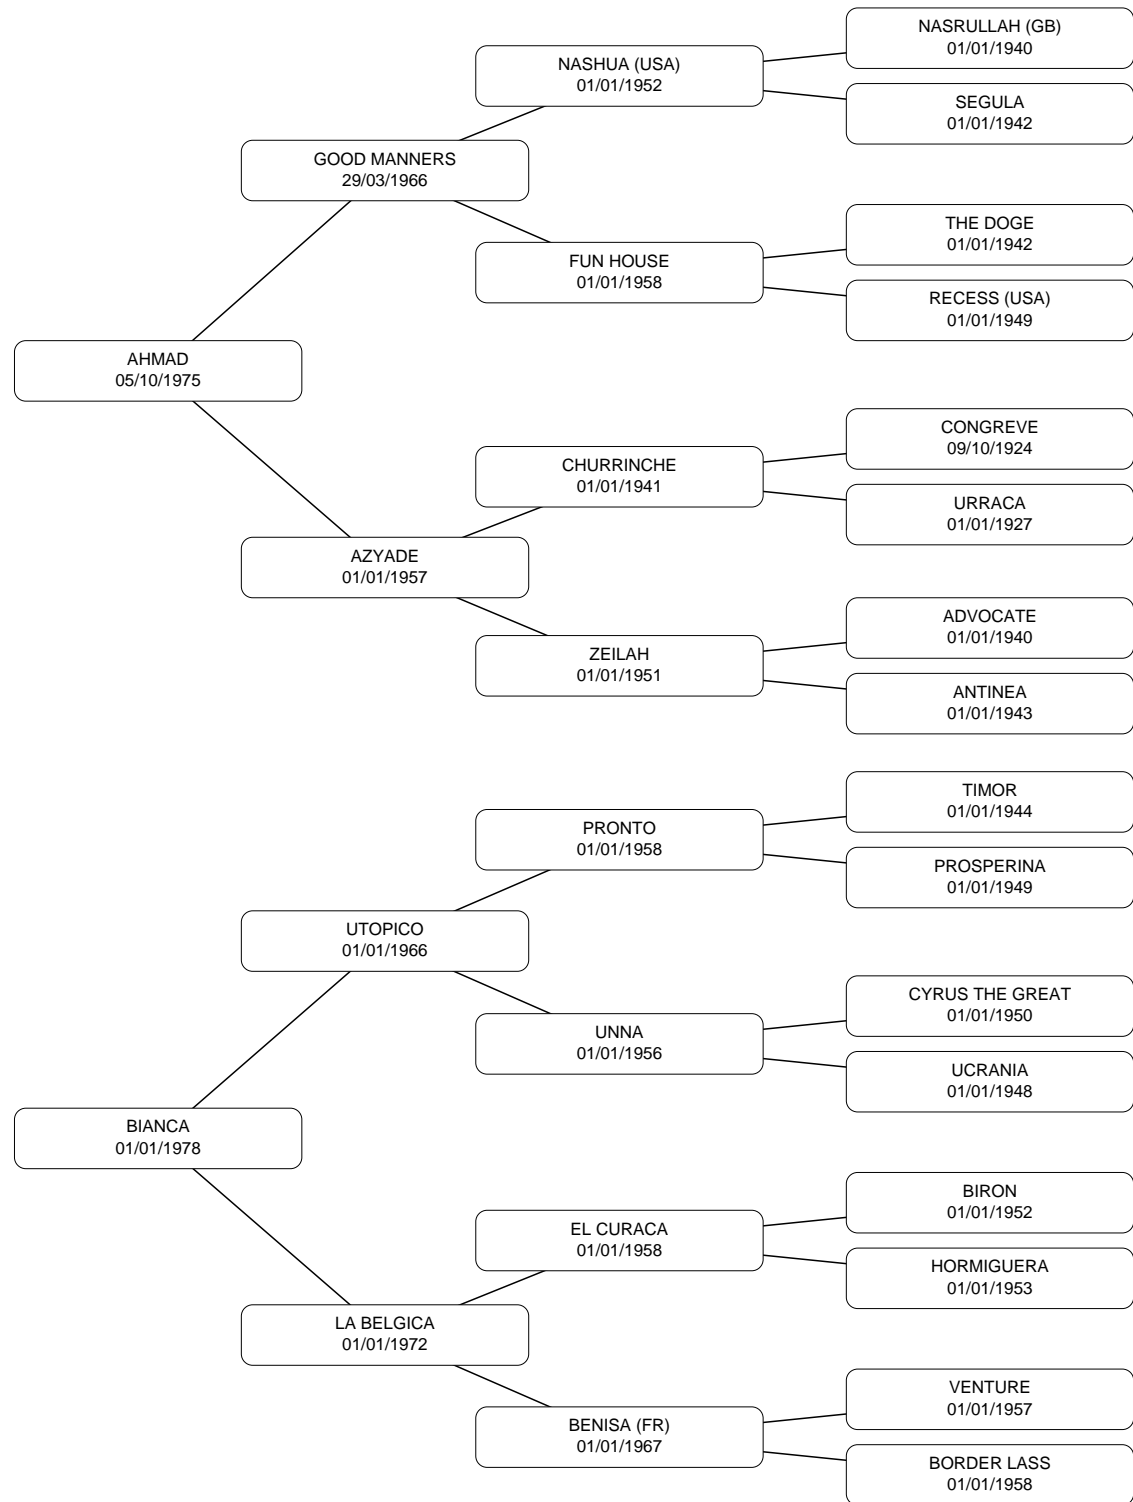 NASRULLAH (GB)
01/01/1940
NASHUA (USA)
01/01/1952
SEGULA
01/01/1942
GOOD MANNERS
29/03/1966
THE DOGE
01/01/1942
FUN HOUSE
01/01/1958
RECESS (USA)
01/01/1949
AHMAD
05/10/1975
CONGREVE
09/10/1924
CHURRINCHE
01/01/1941
URRACA
01/01/1927
AZYADE
01/01/1957
ADVOCATE
01/01/1940
ZEILAH
01/01/1951
ANTINEA
01/01/1943
TIMOR
01/01/1944
PRONTO
01/01/1958
PROSPERINA
01/01/1949
UTOPICO
01/01/1966
CYRUS THE GREAT
01/01/1950
UNNA
01/01/1956
UCRANIA
01/01/1948
BIANCA
01/01/1978
BIRON
01/01/1952
EL CURACA
01/01/1958
HORMIGUERA
01/01/1953
LA BELGICA
01/01/1972
VENTURE
01/01/1957
BENISA (FR)
01/01/1967
BORDER LASS
01/01/1958